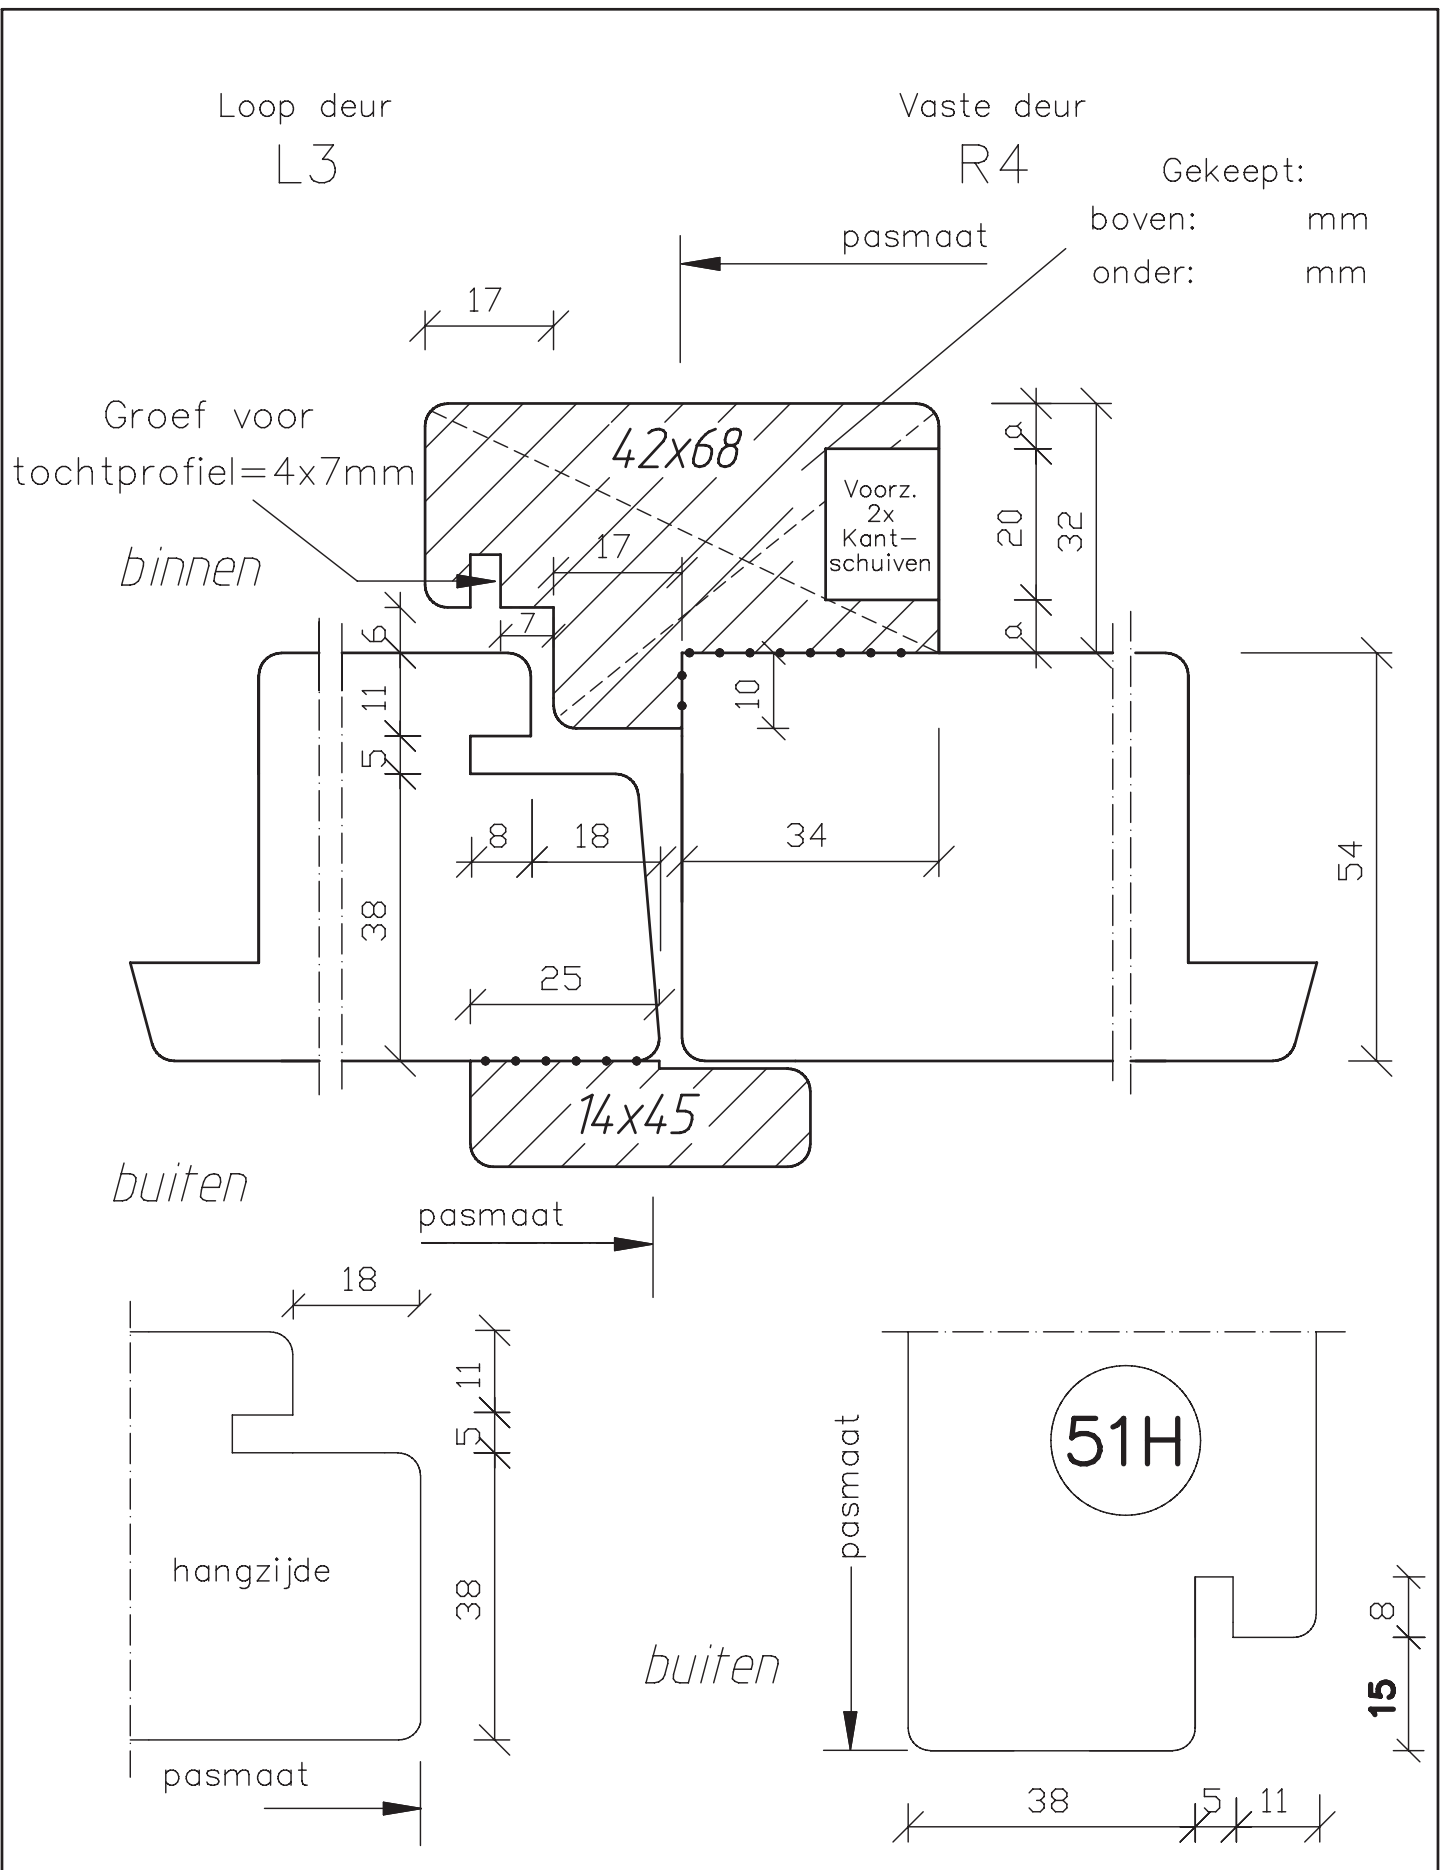 Loop deur
L3
Vaste deur
R4
Gekeept:
boven: mm
onder: mm
pasmaat
17
Groef voor
tochtprofiel=4x7mm
42x68
Voorz.
2x
Kant-
schuiven
a
20
32
a
binnen
17
7
6
11
5
10
8
18
34
54
38
25
14x45
buiten
pasmaat
18
11
5
38
hangzijde
pasmaat
51H
pasmaat
buiten
8
15
38
5
11